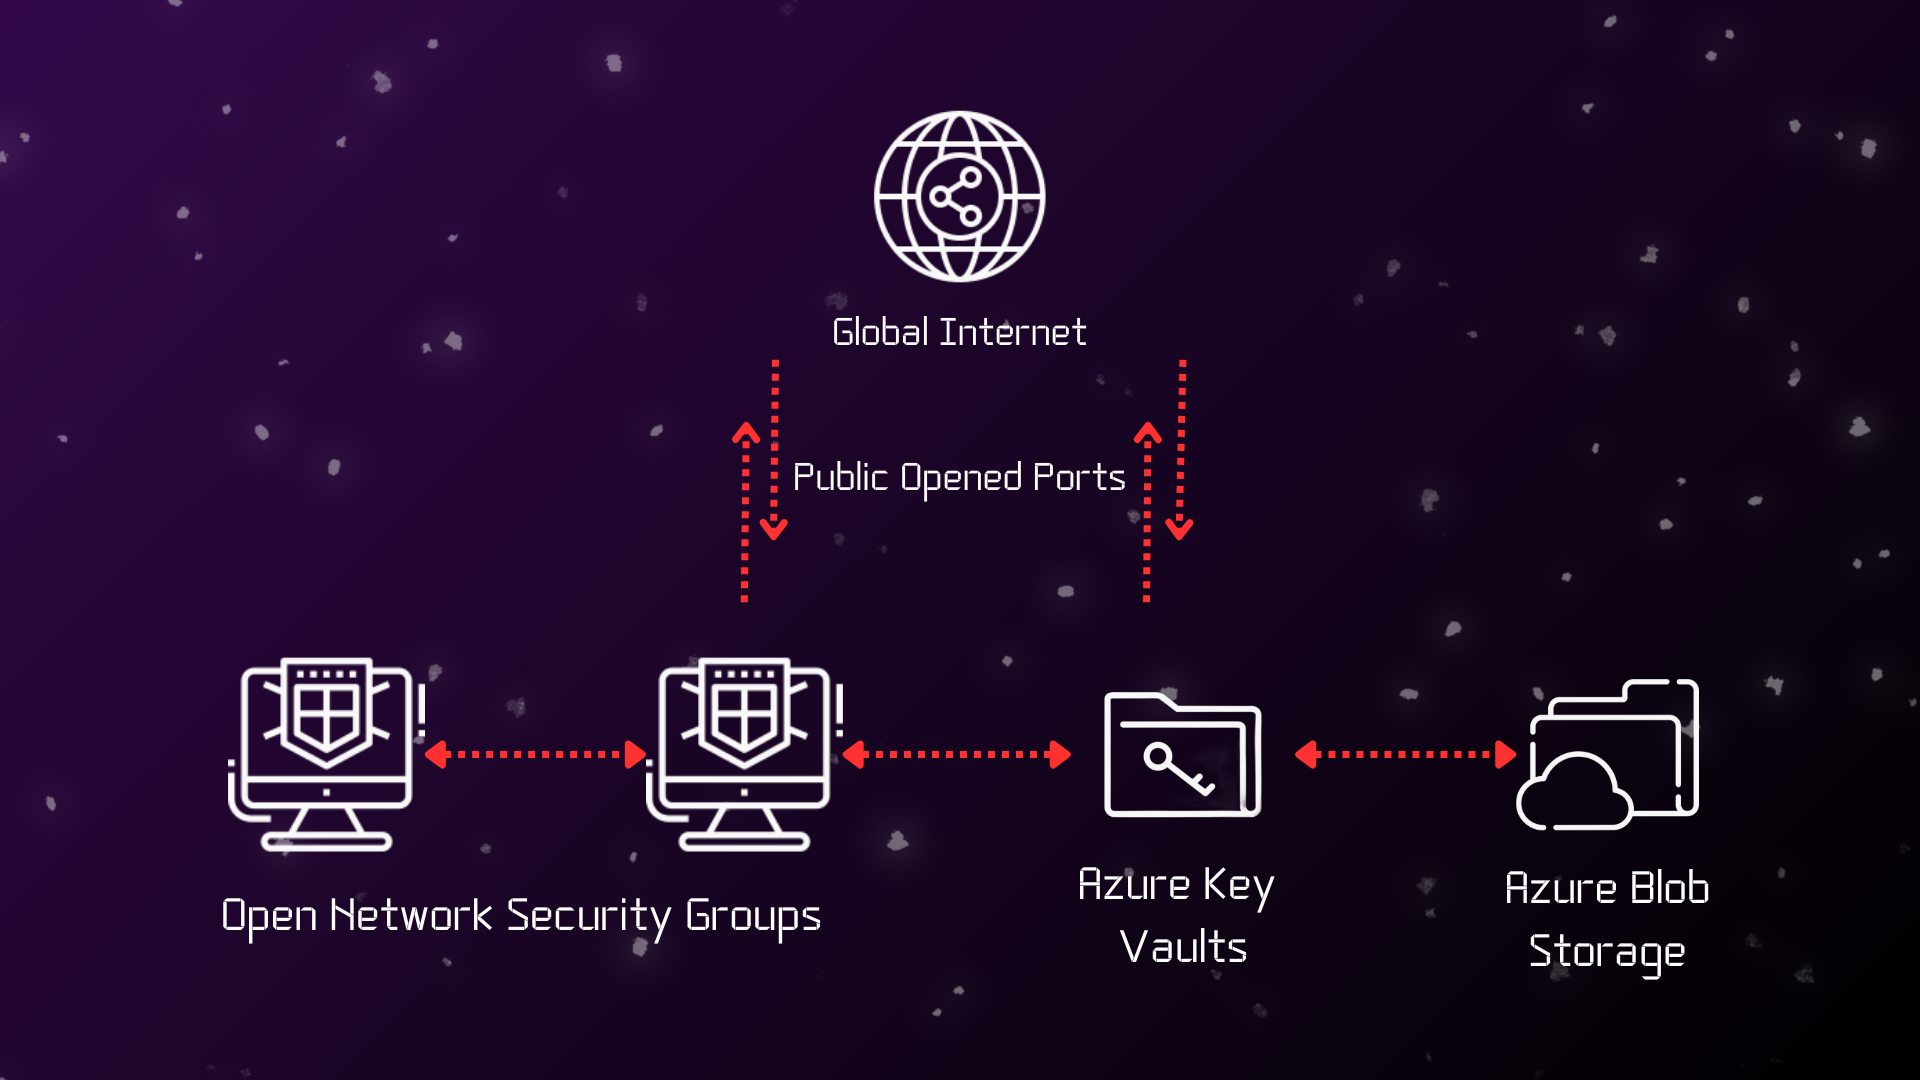 Global Internet
Public Opened Ports
Open Network Security Groups
Azure Key
Vaults
Azure Blob
Storage